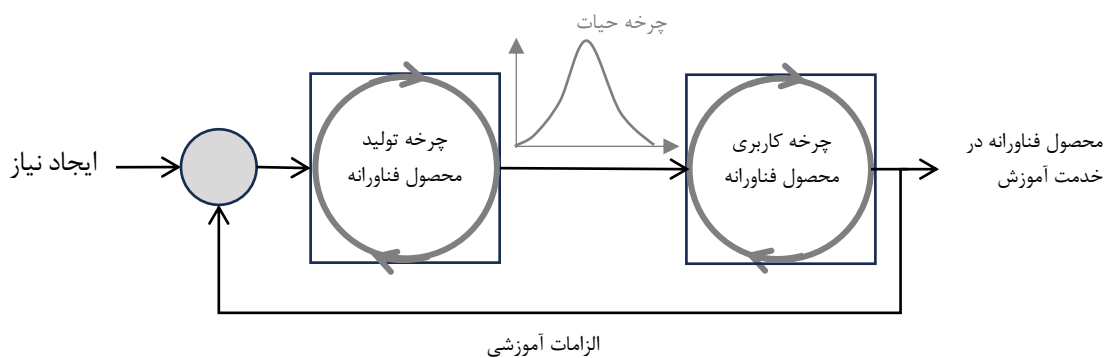 چرخه حیات
ایجاد نیاز
چرخه تولید
محصول فناورانه
چرخه کاربری
محصول فناورانه
محصول فناورانه در
خدمت آموزش
الزامات آموزشی